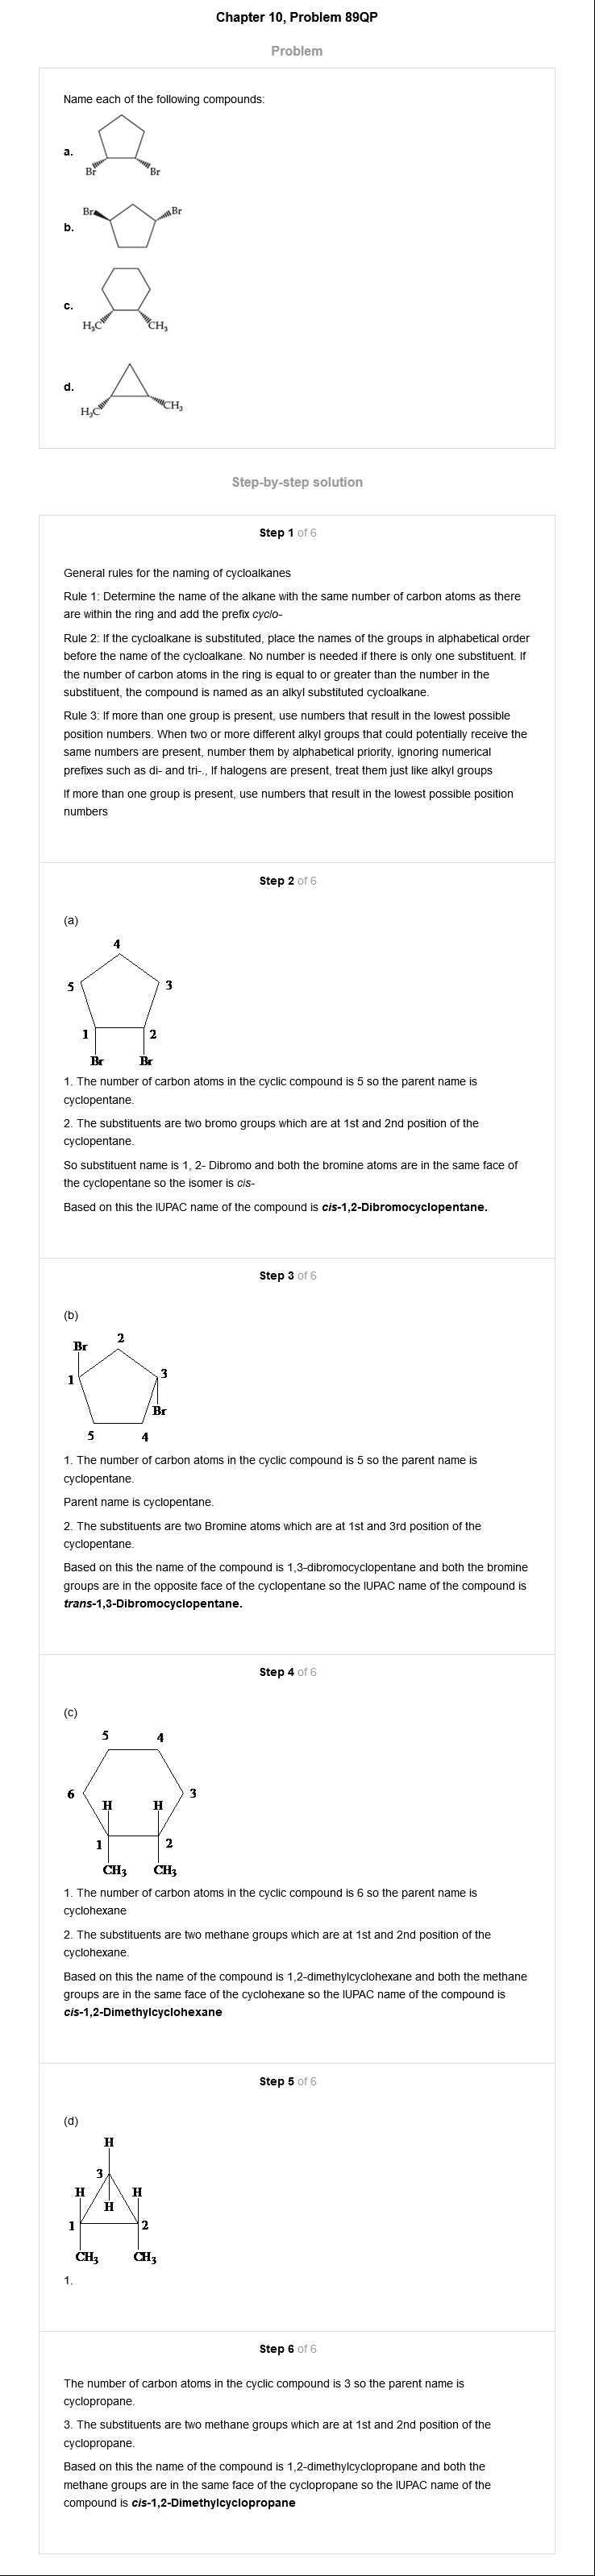 Chapter 10, Problem 89QP
Problem
Name each of the following compounds:
a.
Br
Br
Br
Br
b.
c.
H₃C
CH₃
d.
H₃C
CH₃
Step-by-step solution
Step 1 of 6
General rules for the naming of cycloalkanes
Rule 1: Determine the name of the alkane with the same number of carbon atoms as there
are within the ring and add the prefix cyclo-
Rule 2: If the cycloalkane is substituted, place the names of the groups in alphabetical order
before the name of the cycloalkane. No number is needed if there is only one substituent. If
the number of carbon atoms in the ring is equal to or greater than the number in the
substituent, the compound is named as an alkyl substituted cycloalkane.
Rule 3: If more than one group is present, use numbers that result in the lowest possible
position numbers. When two or more different alkyl groups that could potentially receive the
same numbers are present, number them by alphabetical priority, ignoring numerical
prefixes such as di- and tri-., If halogens are present, treat them just like alkyl groups
If more than one group is present, use numbers that result in the lowest possible position
numbers
Step 2 of 6
(a)
4
5 3
1 2
Br Br
1. The number of carbon atoms in the cyclic compound is 5 so the parent name is
cyclopentane.
2. The substituents are two bromo groups which are at 1st and 2nd position of the
cyclopentane.
So substituent name is 1, 2- Dibromo and both the bromine atoms are in the same face of
the cyclopentane so the isomer is cis-
Based on this the IUPAC name of the compound is cis-1,2-Dibromocyclopentane.
Step 3 of 6
(b)
Br 2
1 3
Br
5 4
1. The number of carbon atoms in the cyclic compound is 5 so the parent name is
cyclopentane.
Parent name is cyclopentane.
2. The substituents are two Bromine atoms which are at 1st and 3rd position of the
cyclopentane.
Based on this the name of the compound is 1,3-dibromocyclopentane and both the bromine
groups are in the opposite face of the cyclopentane so the IUPAC name of the compound is
trans-1,3-Dibromocyclopentane.
Step 4 of 6
(c)
5 4
6 3
H H
1 2
CH3 CH3
1. The number of carbon atoms in the cyclic compound is 6 so the parent name is
cyclohexane
2. The substituents are two methane groups which are at 1st and 2nd position of the
cyclohexane.
Based on this the name of the compound is 1,2-dimethylcyclohexane and both the methane
groups are in the same face of the cyclohexane so the IUPAC name of the compound is
cis-1,2-Dimethylcyclohexane
Step 5 of 6
(d)
H
3
H H
H
1 2
CH3 CH3
1.
Step 6 of 6
The number of carbon atoms in the cyclic compound is 3 so the parent name is
cyclopropane.
3. The substituents are two methane groups which are at 1st and 2nd position of the
cyclopropane.
Based on this the name of the compound is 1,2-dimethylcyclopropane and both the
methane groups are in the same face of the cyclopropane so the IUPAC name of the
compound is cis-1,2-Dimethylcyclopropane